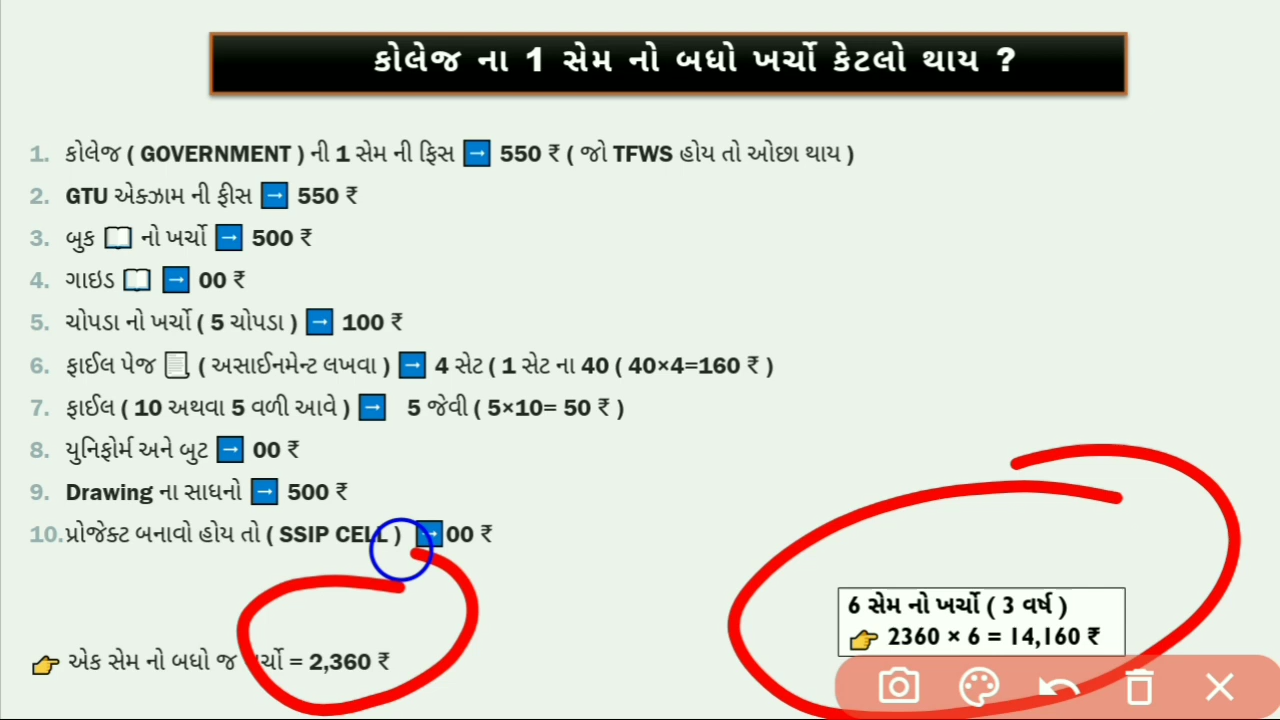 કોલેજ ના 1 સેમ નો બધો ખર્ચો કેટલો થાય ?
1. કોલેજ ( GOVERNMENT ) ની 1 સેમ ની ફિસ ➡ 550 ₹ ( જો TFWS હોય તો ઓછા થાય )
2. GTU એક્ઝામ ની ફીસ ➡ 550 ₹
3. બુક 📖 નો ખર્ચો ➡ 500 ₹
4. ગાઇડ 📖 ➡ 00 ₹
5. ચોપડા નો ખર્ચો ( 5 ચોપડા ) ➡ 100 ₹
6. ફાઈલ પેજ 📃 ( અસાઈનમેન્ટ લખવા ) ➡ 4 સેટ ( 1 સેટ ના 40 ( 40×4=160 ₹ )
7. ફાઈલ ( 10 અથવા 5 વળી આવે ) ➡ 5 જેવી ( 5×10= 50 ₹ )
8. યુનિફોર્મ અને બુટ ➡ 00 ₹
9. Drawing ના સાધનો ➡ 500 ₹
10. પ્રોજેક્ટ બનાવો હોય તો ( SSIP CELL ) ➡ 00 ₹
6 સેમ નો ખર્ચો ( 3 વર્ષ )
👉 2360 × 6 = 14,160 ₹
👉 એક સેમ નો બધો જ ખર્ચો = 2,360 ₹